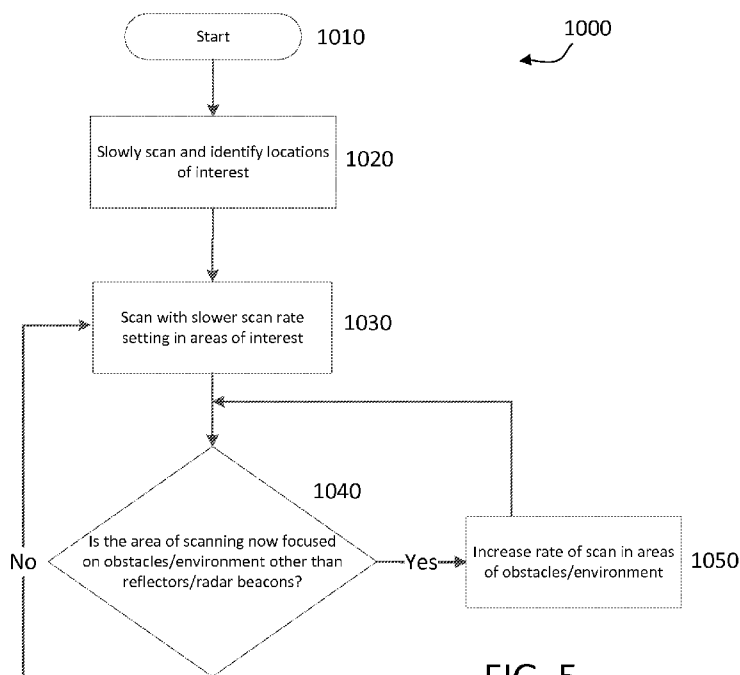 Start
1010
1000
Slowly scan and identify locations
of interest
1020
Scan with slower scan rate
setting in areas of interest
1030
1040
Is the area of scanning now focused
on obstacles/environment other than
reflectors/radar beacons?
No
Yes
Increase rate of scan in areas
of obstacles/environment
1050
FIG. 5